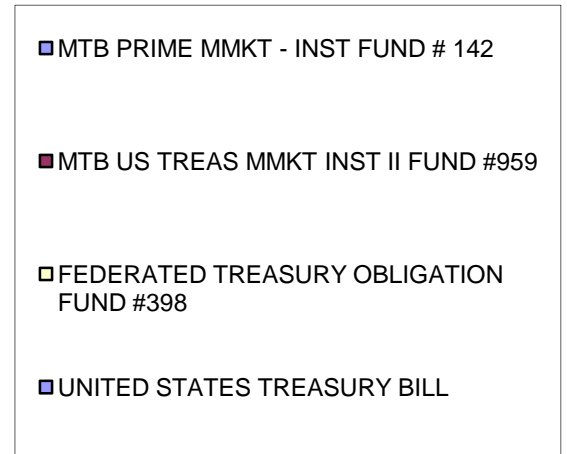 MTB PRIME MMKT - INST FUND # 142
MTB US TREAS MMKT INST II FUND #959
FEDERATED TREASURY OBLIGATION
FUND #398
UNITED STATES TREASURY BILL